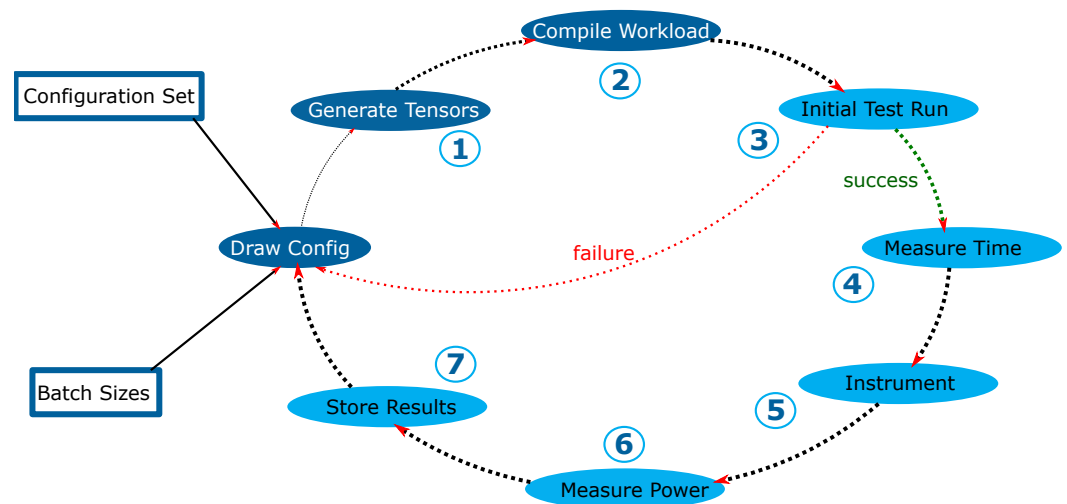 Compile Workload
2
Configuration Set
Generate Tensors
1
Initial Test Run
3
success
Draw Config
failure
Measure Time
4
Batch Sizes
7
Store Results
Instrument
5
6
Measure Power